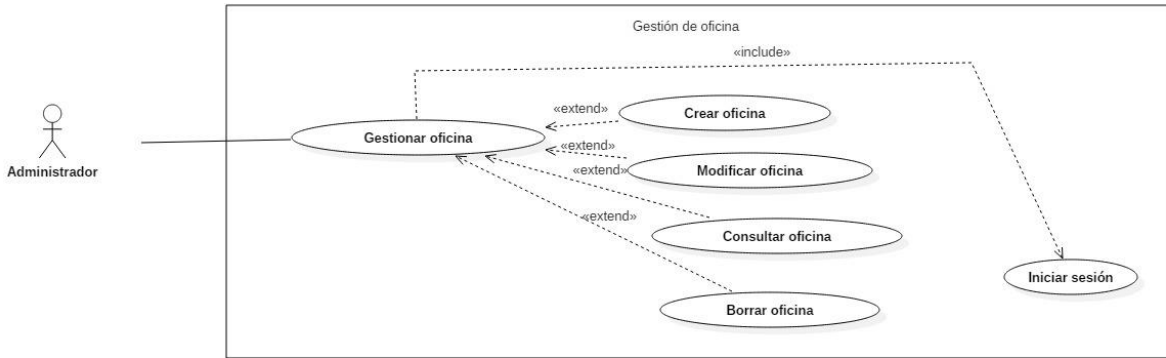 Gestión de oficina
«include»
«extend»
Crear oficina
Gestionar oficina
«extend»
Modificar oficina
«extend»
Administrador
«extend»
Consultar oficina
Iniciar sesión
Borrar oficina